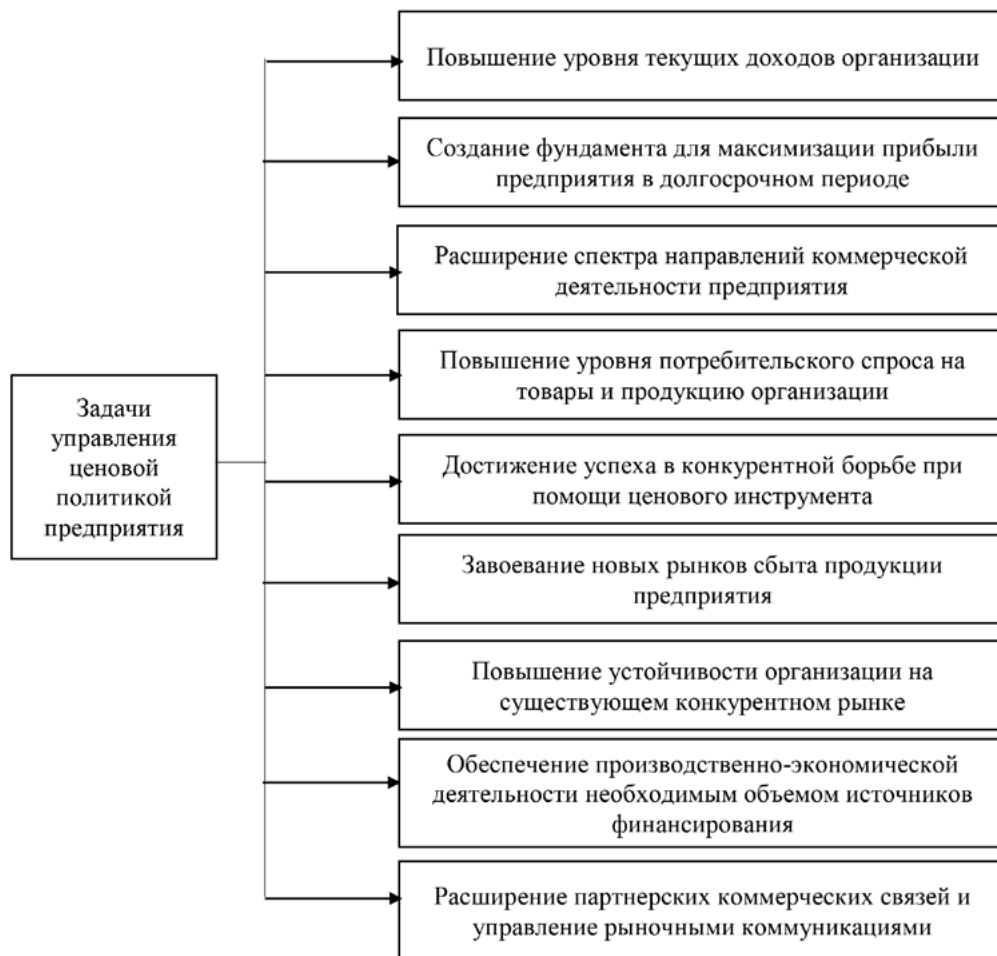 Повышение уровня текущих доходов организации
Создание фундамента для максимизации прибыли
предприятия в долгосрочном периоде
Расширение спектра направлений коммерческой
деятельности предприятия
Повышение уровня потребительского спроса на
товары и продукцию организации
Задачи
управления
ценовой
политикой
предприятия
Достижение успеха в конкурентной борьбе при
помощи ценового инструмента
Завоевание новых рынков сбыта продукции
предприятия
Повышение устойчивости организации на
существующем конкурентном рынке
Обеспечение производственно-экономической
деятельности необходимым объемом источников
финансирования
Расширение партнерских коммерческих связей и
управление рыночными коммуникациями